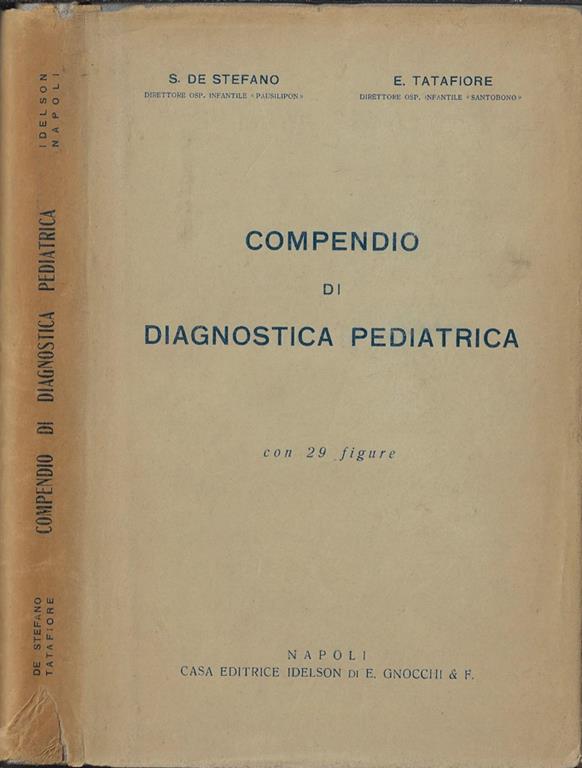 S. DE STEFANO
DIRETTORE OSP. INFANTILE «PAUSILIPON»
E. TATAFIORE
DIRETTORE OSP. INFANTILE «SANTOBONO»
COMPENDIO
DI
DIAGNOSTICA PEDIATRICA
con 29 figure
NAPOLI
CASA EDITRICE IDELSON DI E. GNOCCHI & F.
IDELSON
NAPOLI
COMPENDIO DI DIAGNOSTICA PEDIATRICA
DE STEFANO
TATAFIORE